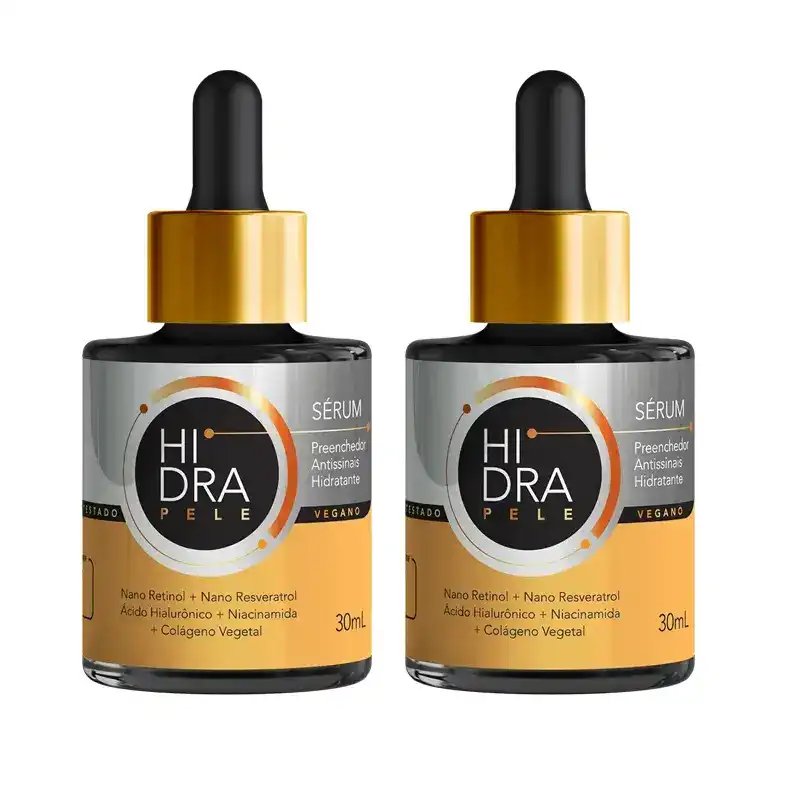 HI
DRA
PELE
SÉRUM
Preenchedor
Antissinais
Hidratante
TESTADO
VEGANO
Nano Retinol + Nano Resveratrol
Ácido Hialurônico + Niacinamida
+ Colágeno Vegetal
30mL
HI
DRA
PELE
SÉRUM
Preenchedor
Antissinais
Hidratante
TESTADO
VEGANO
Nano Retinol + Nano Resveratrol
Ácido Hialurônico + Niacinamida
+ Colágeno Vegetal
30mL